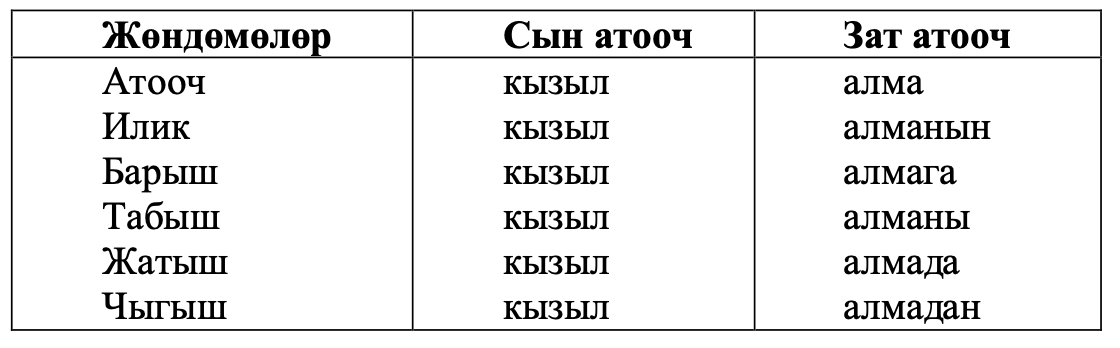 Жөндөмөлөр Сын атооч Зат атооч
Атооч кызыл алма
Илик кызыл алманын
Барыш кызыл алмага
Табыш кызыл алманы
Жатыш кызыл алмада
Чыгыш кызыл алмадан